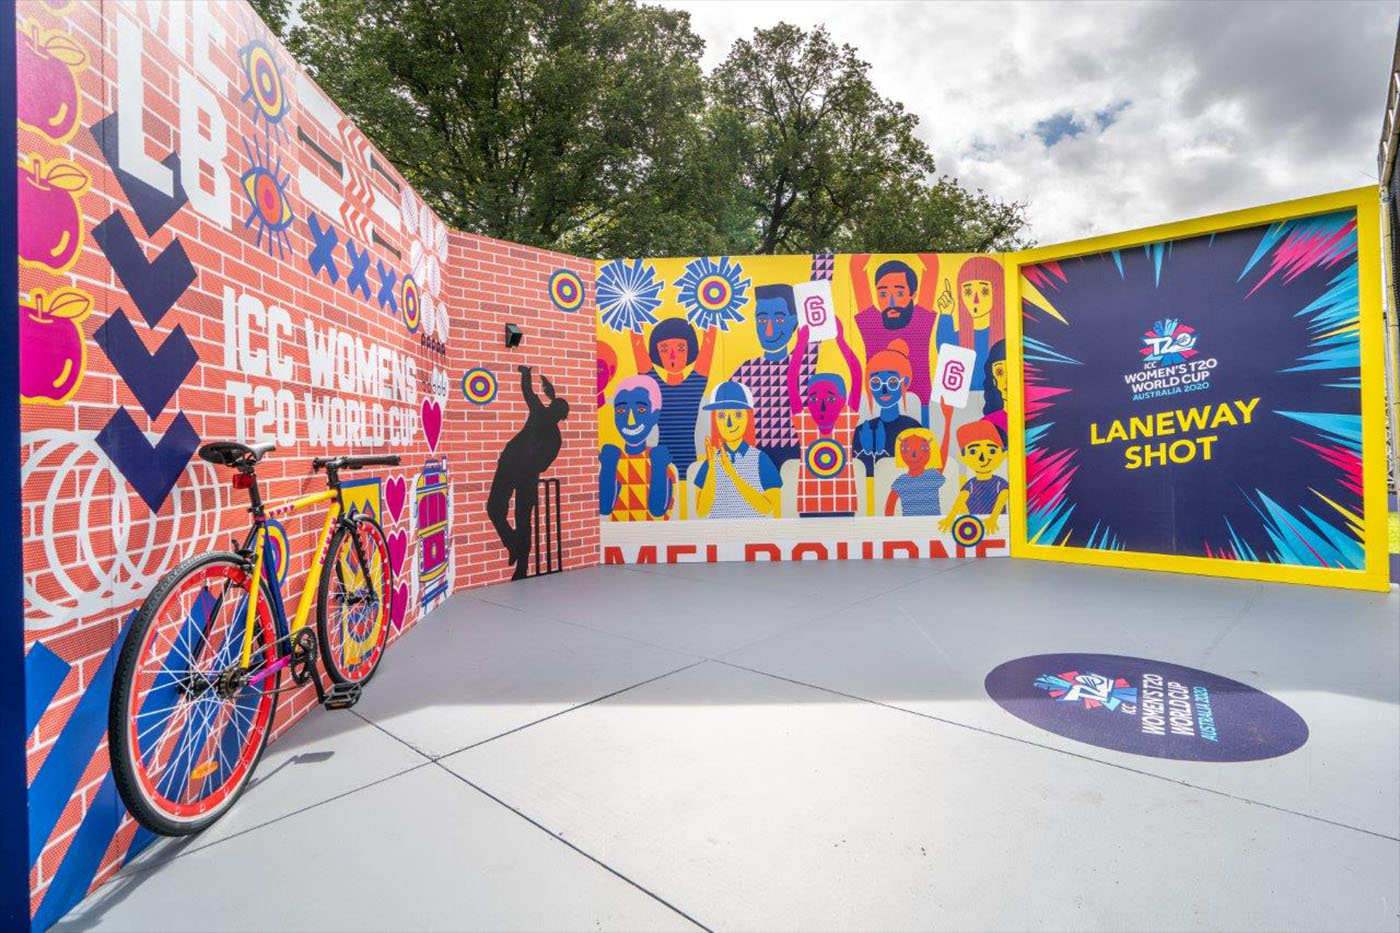 ME
LB
ICC WOMEN'S
T20 WORLD CUP
6
6
MELBOURNE
T20
ICC
WOMEN'S T20
WORLD CUP
AUSTRALIA 2020
LANEWAY
SHOT
T20
ICC
WOMEN'S T20
WORLD CUP
AUSTRALIA 2020